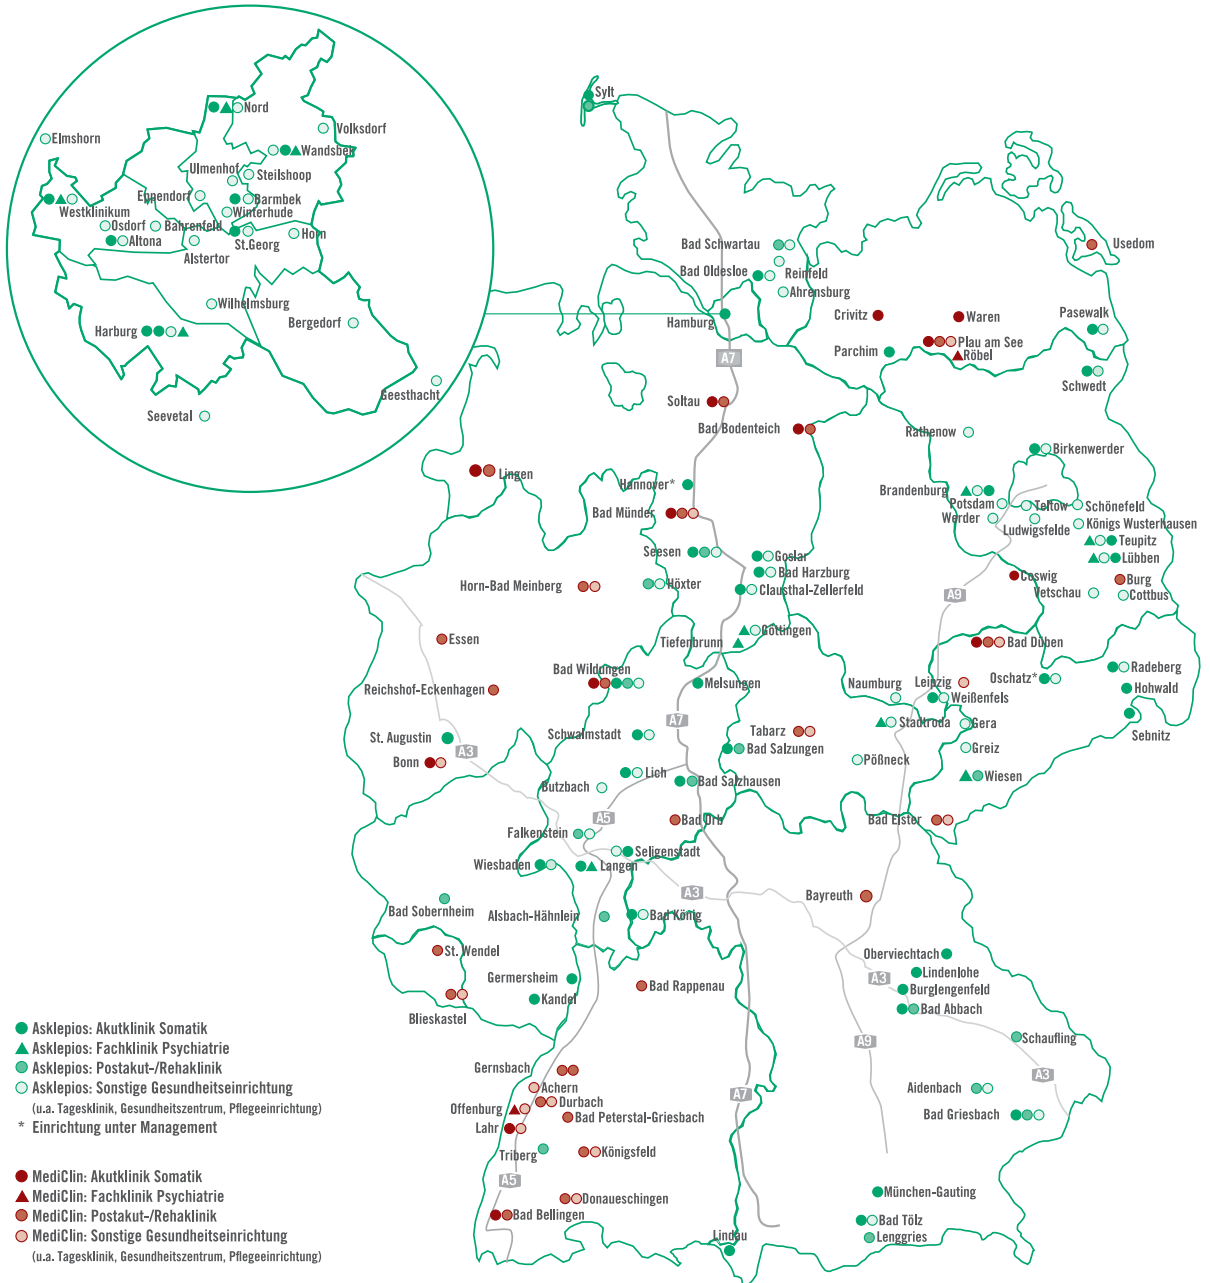 Sylt
Nord
Volksdorf
Elmshorn
Wandsbek
Ulmenhof
Steilshoop
Eppendorf
Barmbek
Westklinikum
Winterhude
Osdorf
Bahrenfeld
Altona
St.Georg
Horn
Alstertor
Wilhelmsburg
Bergedorf
Harburg
Geesthacht
Seevetal
Bad Schwartau
Usedom
Bad Oldesloe
Reinfeld
Ahrensburg
Hamburg
Crivitz
Waren
Pasewalk
Plau am See
Parchim
Röbel
A7
Schwedt
Soltau
Bad Bodenteich
Rathenow
Birkenwerder
Lingen
Hannover*
Brandenburg
Potsdam
Teltow
Schönefeld
Bad Münder
Werder
Ludwigsfelde
Königs Wusterhausen
Teupitz
Seesen
Goslar
Lübben
Bad Harzburg
Coswig
Burg
Horn-Bad Meinberg
Höxter
Clausthal-Zellerfeld
A9
Vetschau
Cottbus
Essen
Göttingen
Tiefenbrunn
Bad Düben
Bad Wildungen
Radeberg
Reichshof-Eckenhagen
Melsungen
Naumburg
Leipzig
Oschatz*
Hohwald
Weißenfels
A7
Stadtroda
Gera
Sebnitz
St. Augustin
Schwalmstadt
Tabarz
Bad Salzungen
Greiz
A3
Bonn
Pößneck
Lich
Wiesen
Butzbach
Bad Salzhausen
A5
Bad Orb
Bad Elster
Falkenstein
Seligenstadt
Wiesbaden
Langen
A3
Bayreuth
Bad Sobernheim
Alsbach-Hähnlein
Bad König
St. Wendel
Oberviechtach
Germersheim
Lindenlohe
A3
Bad Rappenau
Burglengenfeld
Kandel
Blieskastel
Bad Abbach
Asklepios: Akutklinik Somatik
Asklepios: Fachklinik Psychiatrie
Asklepios: Postakut-/Rehaklinik
Asklepios: Sonstige Gesundheitseinrichtung
(u.a. Tagesklinik, Gesundheitszentrum, Pflegeeinrichtung)
* Einrichtung unter Management
A9
Schaufling
Gernsbach
A3
Achern
Aidenbach
A7
Durbach
Offenburg
Bad Peterstal-Griesbach
Bad Griesbach
Lahr
Triberg
Königsfeld
A5
MediClin: Akutklinik Somatik
MediClin: Fachklinik Psychiatrie
MediClin: Postakut-/Rehaklinik
MediClin: Sonstige Gesundheitseinrichtung
(u.a. Tagesklinik, Gesundheitszentrum, Pflegeeinrichtung)
München-Gauting
Donaueschingen
Bad Bellingen
Bad Tölz
Lindau
Lenggries